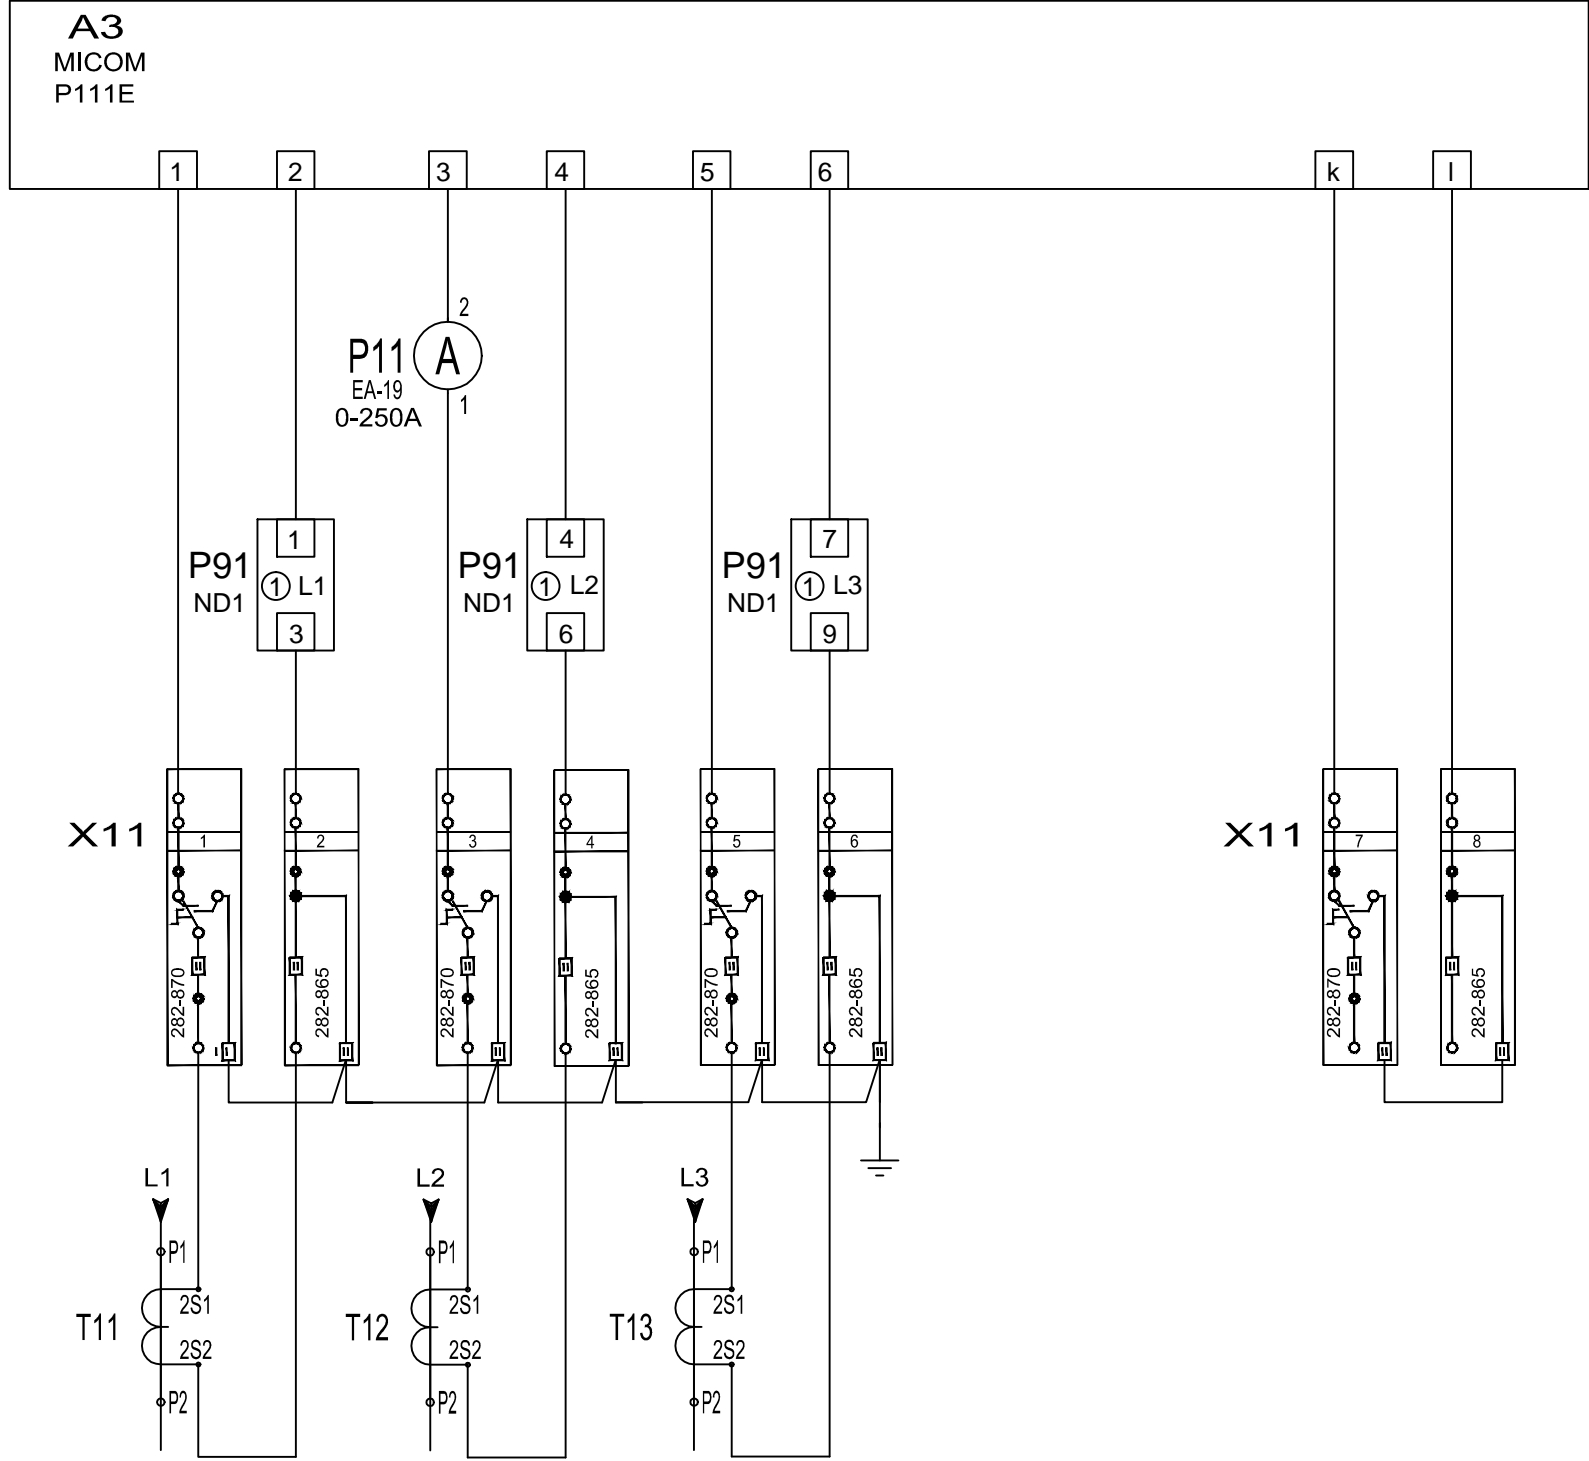 A3
MICOM
P111E
1 2 3 4 5 6 k l
2
P11 A
EA-19
0-250A
1
1 4 7
P91 1 L1 P91 1 L2 P91 1 L3
ND1 ND1 ND1
3 6 9
X11 1 2 3 4 5 6 X11 7 8
282-870 282-865 282-870 282-865 282-870 282-865 282-870 282-865
L1 L2 L3
P1 P1 P1
2S1 2S1 2S1
T11 T12 T13
2S2 2S2 2S2
P2 P2 P2